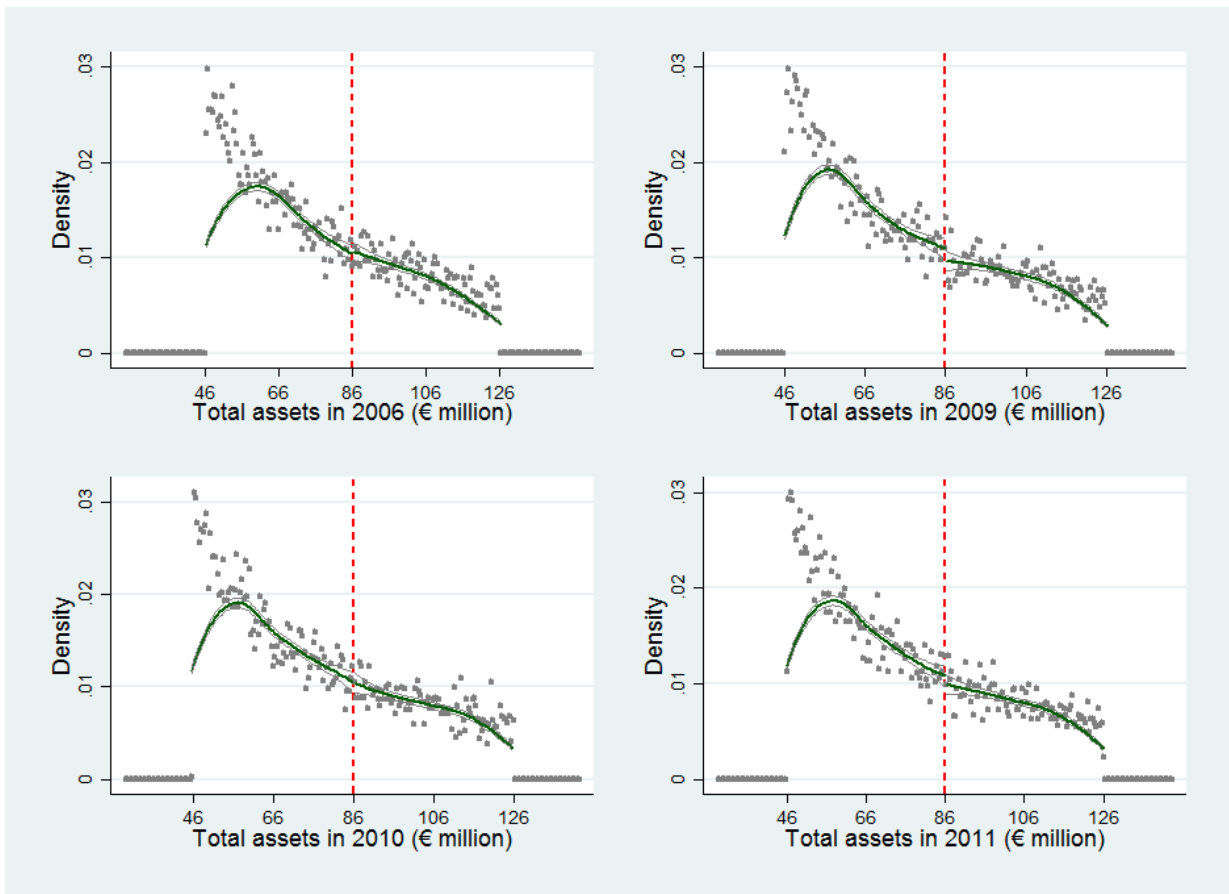 .03
.02
.01
0
Density
46 66 86 106 126
Total assets in 2006 (€ million)
.03
.02
.01
0
Density
46 66 86 106 126
Total assets in 2009 (€ million)
.03
.02
.01
0
Density
46 66 86 106 126
Total assets in 2010 (€ million)
.03
.02
.01
0
Density
46 66 86 106 126
Total assets in 2011 (€ million)